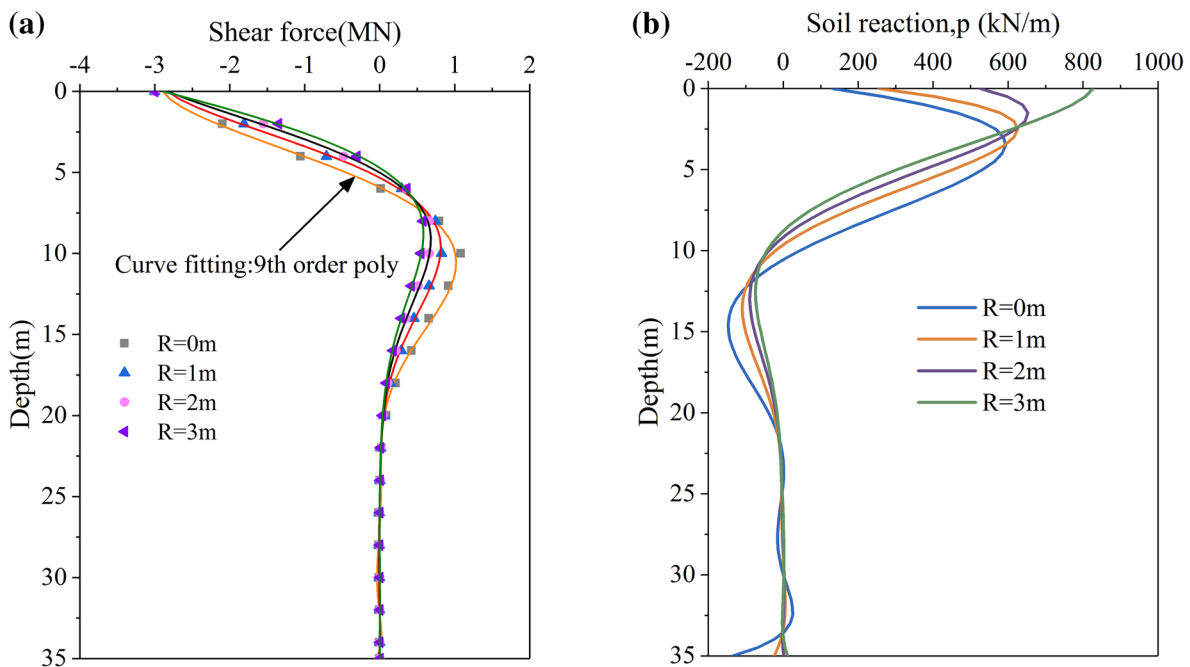 (a)
Shear force(MN)
-4 -3 -2 -1 0 1 2
0
5
10
15
20
25
30
35
Depth(m)
Curve fitting:9th order poly
R=0m
R=1m
R=2m
R=3m
(b)
Soil reaction,p (kN/m)
-200 0 200 400 600 800 1000
0
5
10
15
20
25
30
35
Depth(m)
R=0m
R=1m
R=2m
R=3m